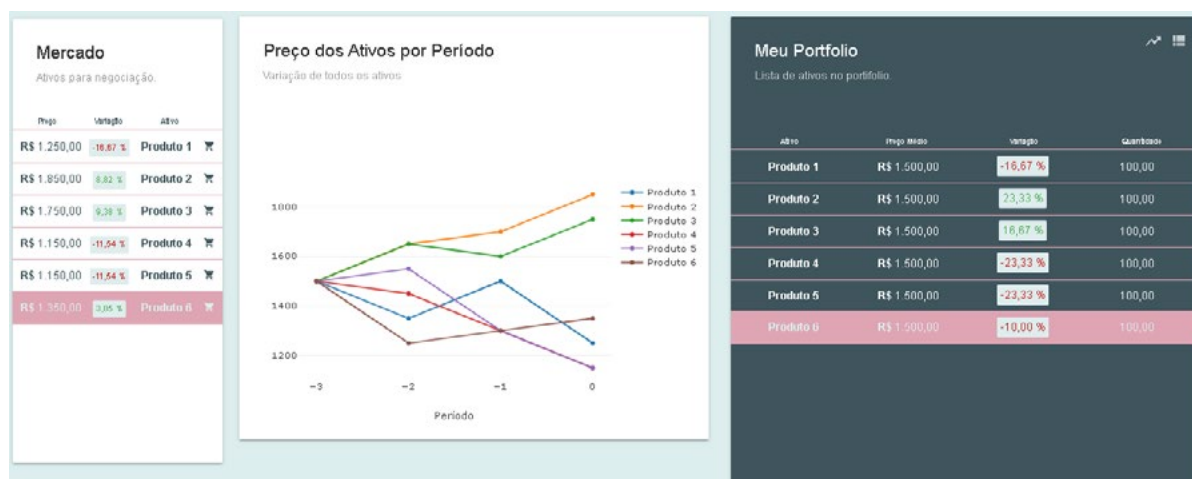 Mercado
Ativos para negociação.
Preço Variação Ativo
R$ 1.250,00 -16,67 % Produto 1
R$ 1.850,00 8,82 % Produto 2
R$ 1.750,00 9,38 % Produto 3
R$ 1.150,00 -11,54 % Produto 4
R$ 1.150,00 -11,54 % Produto 5
R$ 1.350,00 3,85 % Produto 6
Preço dos Ativos por Período
Variação de todos os ativos
1800
1600
1400
1200
-3 -2 -1 0
Período
Produto 1
Produto 2
Produto 3
Produto 4
Produto 5
Produto 6
Meu Portfolio
Lista de ativos no portifolio.
Ativo Preço Médio Variação Quantidade
Produto 1 R$ 1.500,00 -16,67 % 100,00
Produto 2 R$ 1.500,00 23,33 % 100,00
Produto 3 R$ 1.500,00 16,67 % 100,00
Produto 4 R$ 1.500,00 -23,33 % 100,00
Produto 5 R$ 1.500,00 -23,33 % 100,00
Produto 6 R$ 1.500,00 -10,00 % 100,00